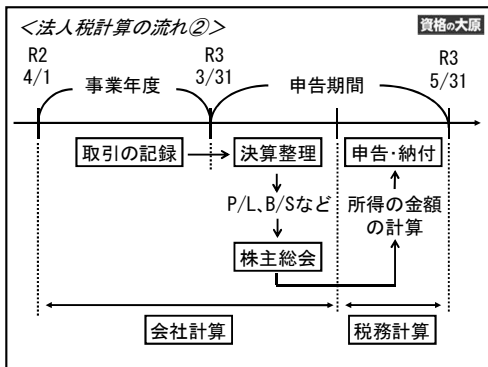 <法人税計算の流れ②>
資格の大原
R2
4/1
R3
3/31
R3
5/31
事業年度
申告期間
取引の記録
決算整理
申告・納付
P/L、B/Sなど
所得の金額
の計算
株主総会
会社計算
税務計算